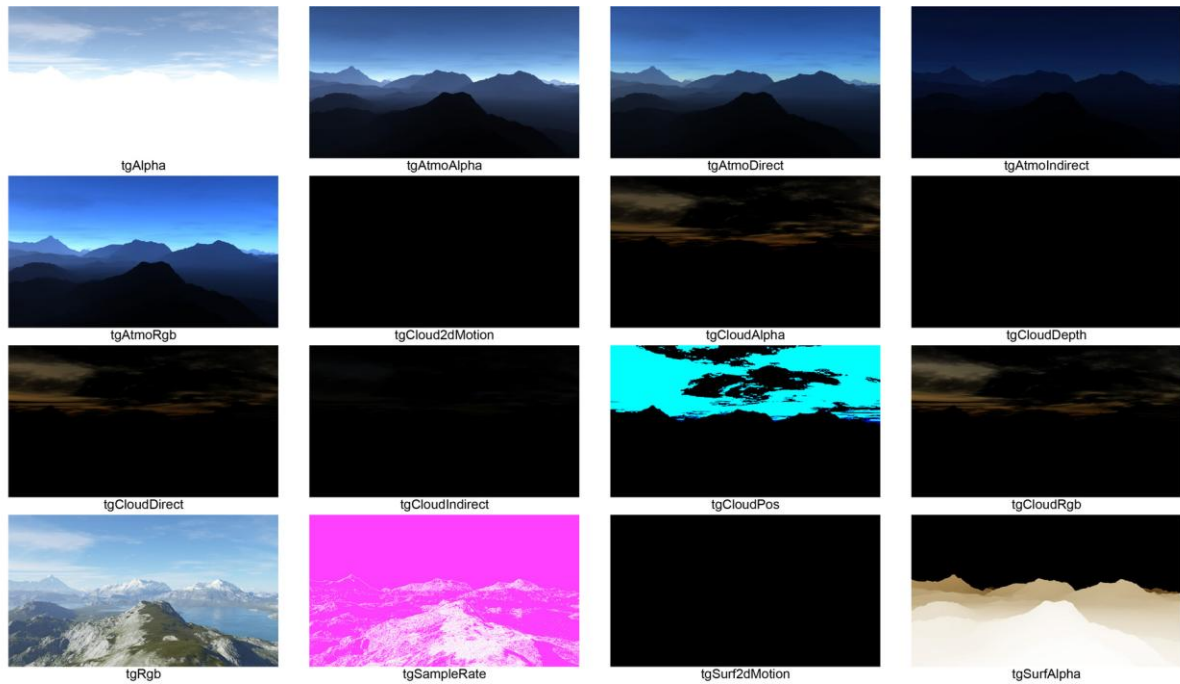 tgAlpha
tgAtmoAlpha
tgAtmoDirect
tgAtmoIndirect
tgAtmoRgb
tgCloud2dMotion
tgCloudAlpha
tgCloudDepth
tgCloudDirect
tgCloudIndirect
tgCloudPos
tgCloudRgb
tgRgb
tgSampleRate
tgSurf2dMotion
tgSurfAlpha